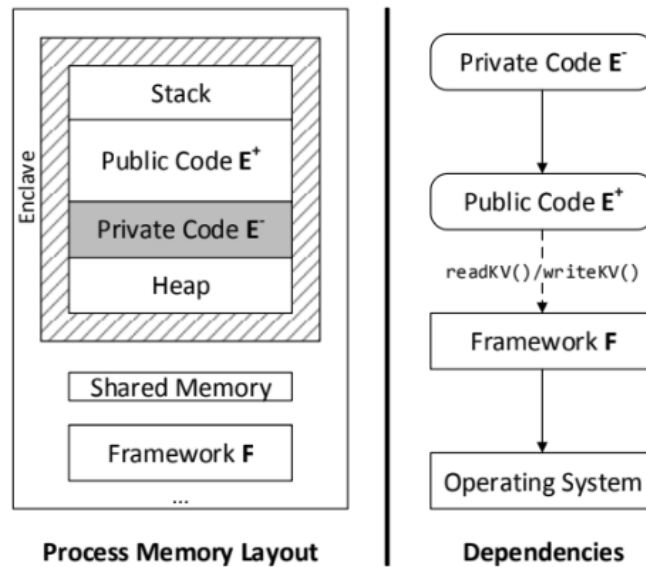 Enclave
Stack
Public Code E⁺
Private Code E⁻
Heap
Shared Memory
Framework F
...
Process Memory Layout
Private Code E⁻
Public Code E⁺
readKV()/writeKV()
Framework F
Operating System
Dependencies